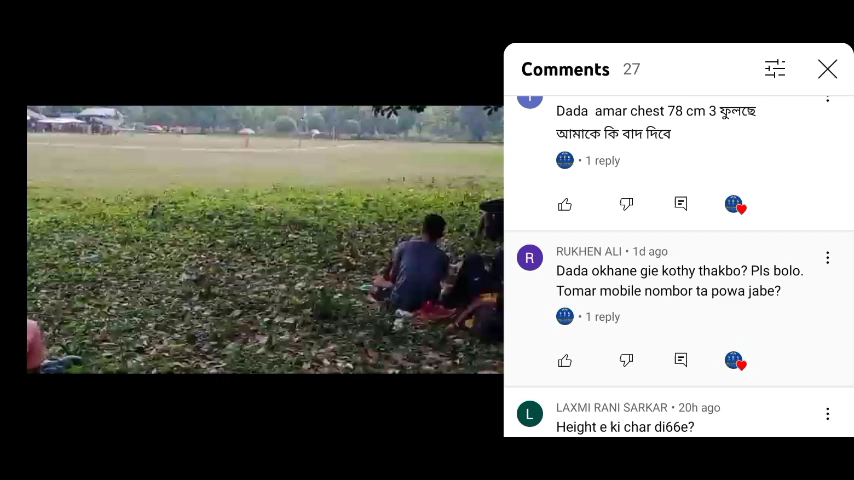 Comments 27
Dada amar chest 78 cm 3 ফুলছে
আমাকে কি বাদ দিবে
• 1 reply
R
RUKHEN ALI • 1d ago
Dada okhane gie kothy thakbo? Pls bolo.
Tomar mobile nombor ta powa jabe?
• 1 reply
L
LAXMI RANI SARKAR • 20h ago
Height e ki char di66e?